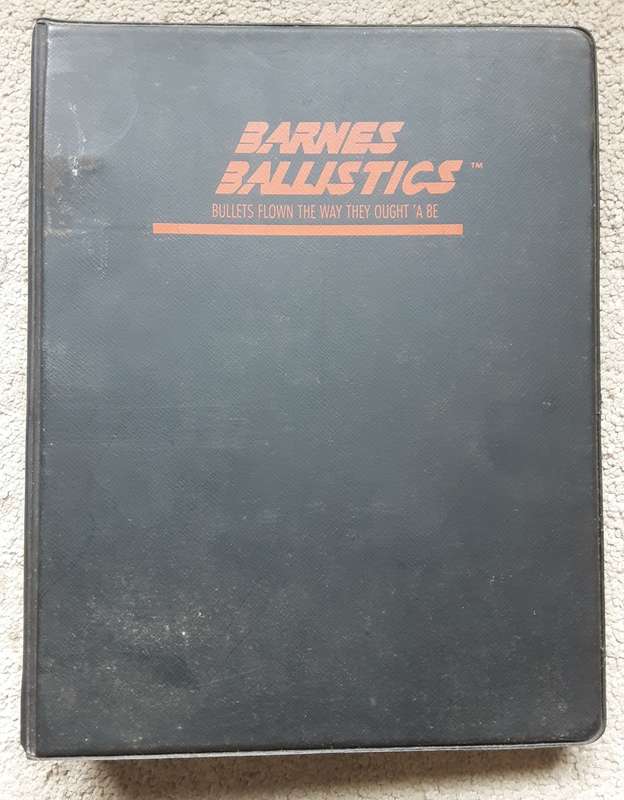 BARNES
BALLISTICS™
BULLETS FLOWN THE WAY THEY OUGHT 'A BE